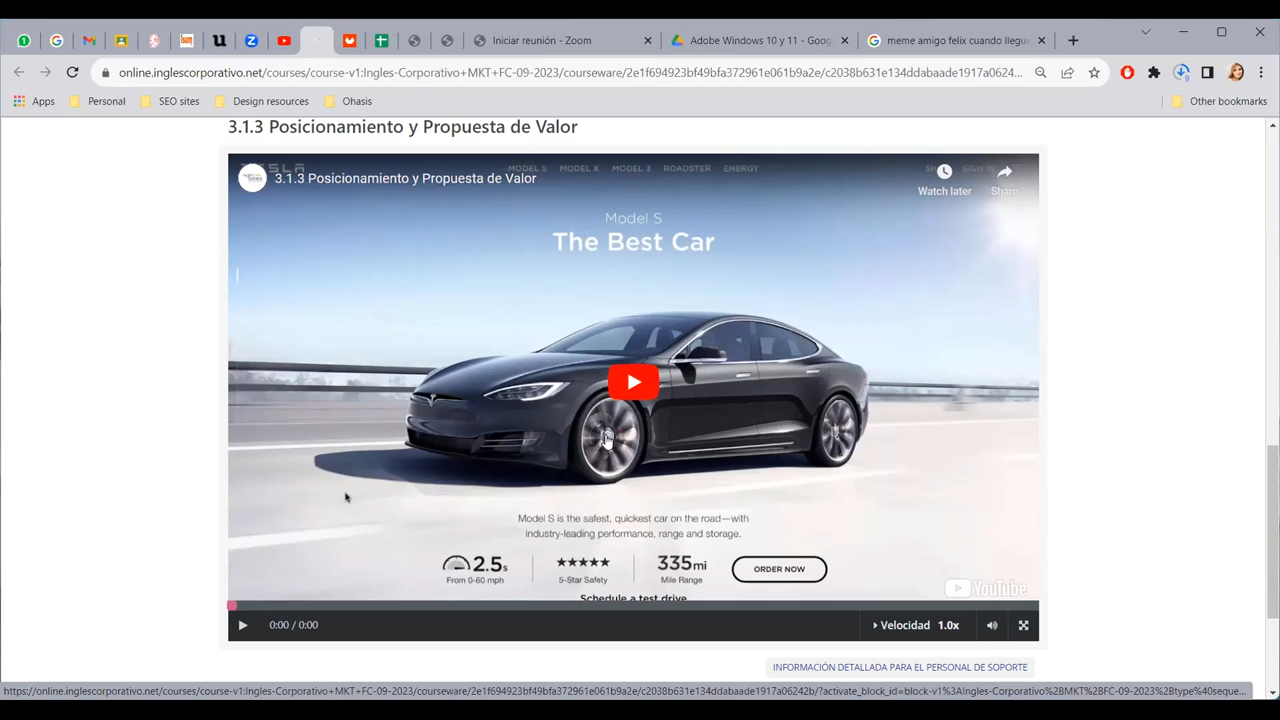 Iniciar reunión - Zoom
Adobe Windows 10 y 11 - Goog
meme amigo felix cuando llegue
online.inglescorporativo.net/courses/course-v1:Ingles-Corporativo+MKT+FC-09-2023/courseware/2e1f694923bf49bfa372961e061b9a2e/c2038b631e134ddabaade1917a0624...
Apps
Personal
SEO sites
Design resources
Ohasis
Other bookmarks
3.1.3 Posicionamiento y Propuesta de Valor
MODEL S MODEL X MODEL 3 ROADSTER ENERGY
SIGN IN
3.1.3 Posicionamiento y Propuesta de Valor
Watch later
Share
Model S
The Best Car
Model S is the safest, quickest car on the road—with
industry-leading performance, range and storage.
2.5s
From 0-60 mph
5-Star Safety
335mi
Mile Range
ORDER NOW
YouTube
Schedule a test drive
0:00 / 0:00
Velocidad 1.0x
INFORMACIÓN DETALLADA PARA EL PERSONAL DE SOPORTE
https://online.inglescorporativo.net/courses/course-v1:Ingles-Corporativo+MKT+FC-09-2023/courseware/2e1f694923bf49bfa372961e061b9a2e/c2038b631e134ddabaade1917a06242b/?activate_block_id=block-v1%3AIngles-Corporativo%2BMKT%2BFC-09-2023%2Btype%40seque...